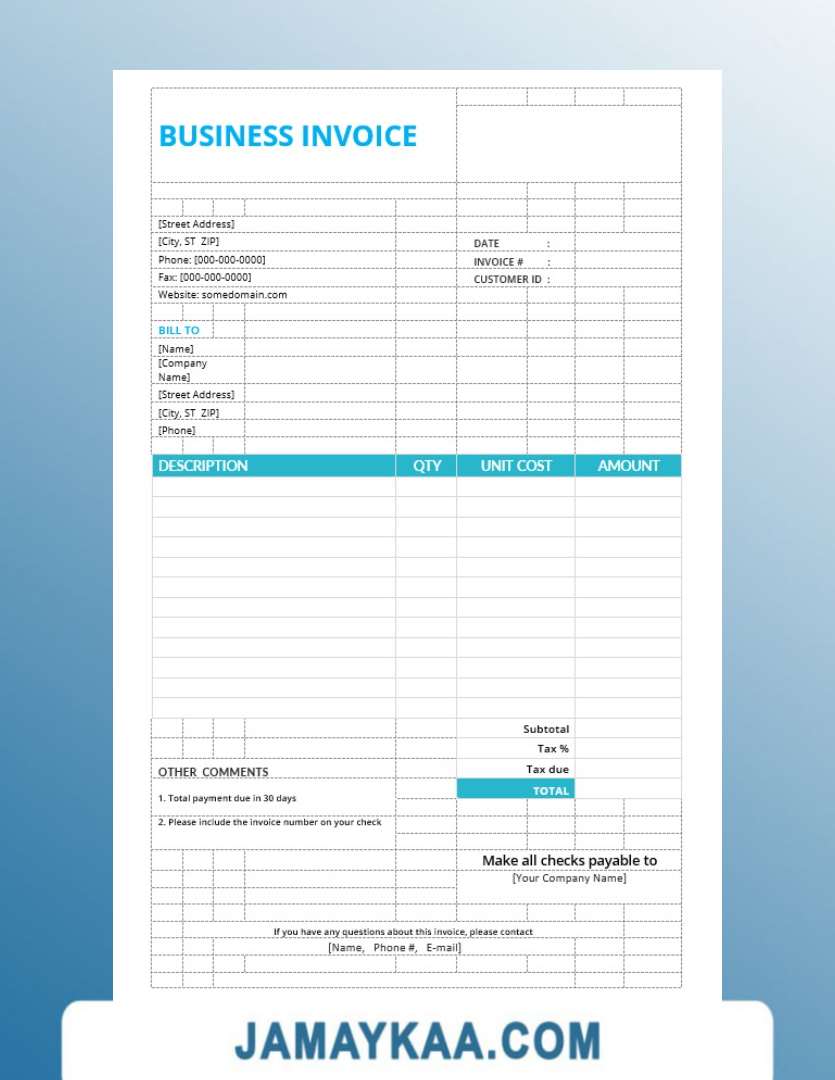 BUSINESS INVOICE
[Street Address]
[City, ST  ZIP]
DATE :
Phone: [000-000-0000]
INVOICE # :
Fax: [000-000-0000]
CUSTOMER ID :
Website: somedomain.com
BILL TO
[Name]
[Company
Name]
[Street Address]
[City, ST  ZIP]
[Phone]
DESCRIPTION QTY UNIT COST AMOUNT
Subtotal
Tax %
Tax due
OTHER COMMENTS
TOTAL
1. Total payment due in 30 days
2. Please include the invoice number on your check
Make all checks payable to
[Your Company Name]
If you have any questions about this invoice, please contact
[Name, Phone #, E-mail]
JAMAYKAA.COM